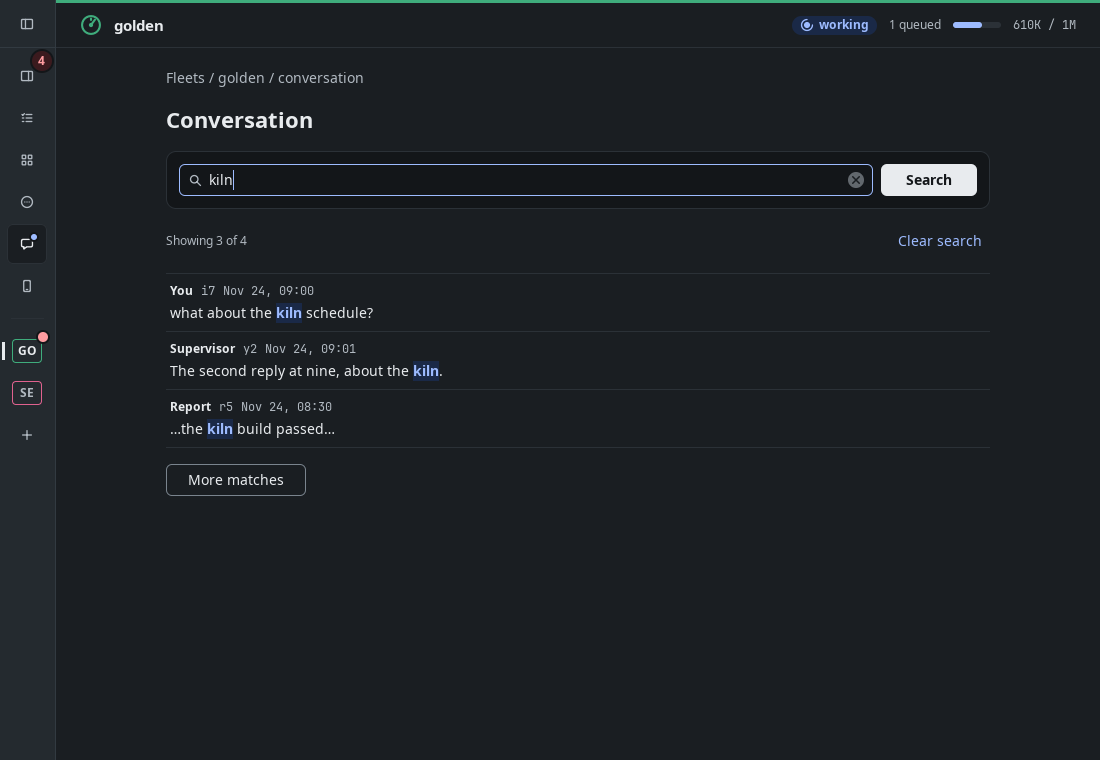 golden
working
1 queued
610K / 1M
4
Fleets / golden / conversation
Conversation
kiln
Search
Showing 3 of 4
Clear search
You i7 Nov 24, 09:00
what about the kiln schedule?
Supervisor y2 Nov 24, 09:01
The second reply at nine, about the kiln.
Report r5 Nov 24, 08:30
…the kiln build passed…
More matches
GO
SE